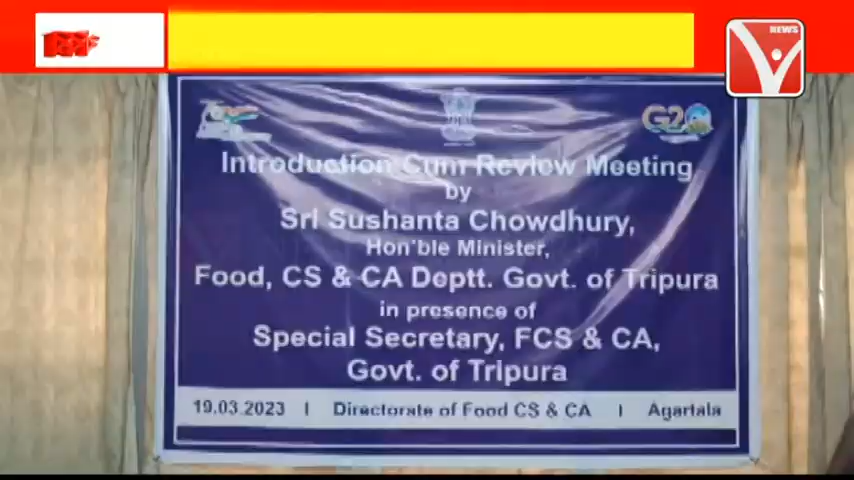 NEWS
V
G20
Introduction Cum Review Meeting
by
Sri Sushanta Chowdhury,
Hon'ble Minister,
Food, CS & CA Deptt. Govt. of Tripura
in presence of
Special Secretary, FCS & CA,
Govt. of Tripura
19.03.2023 | Directorate of Food CS & CA | Agartala